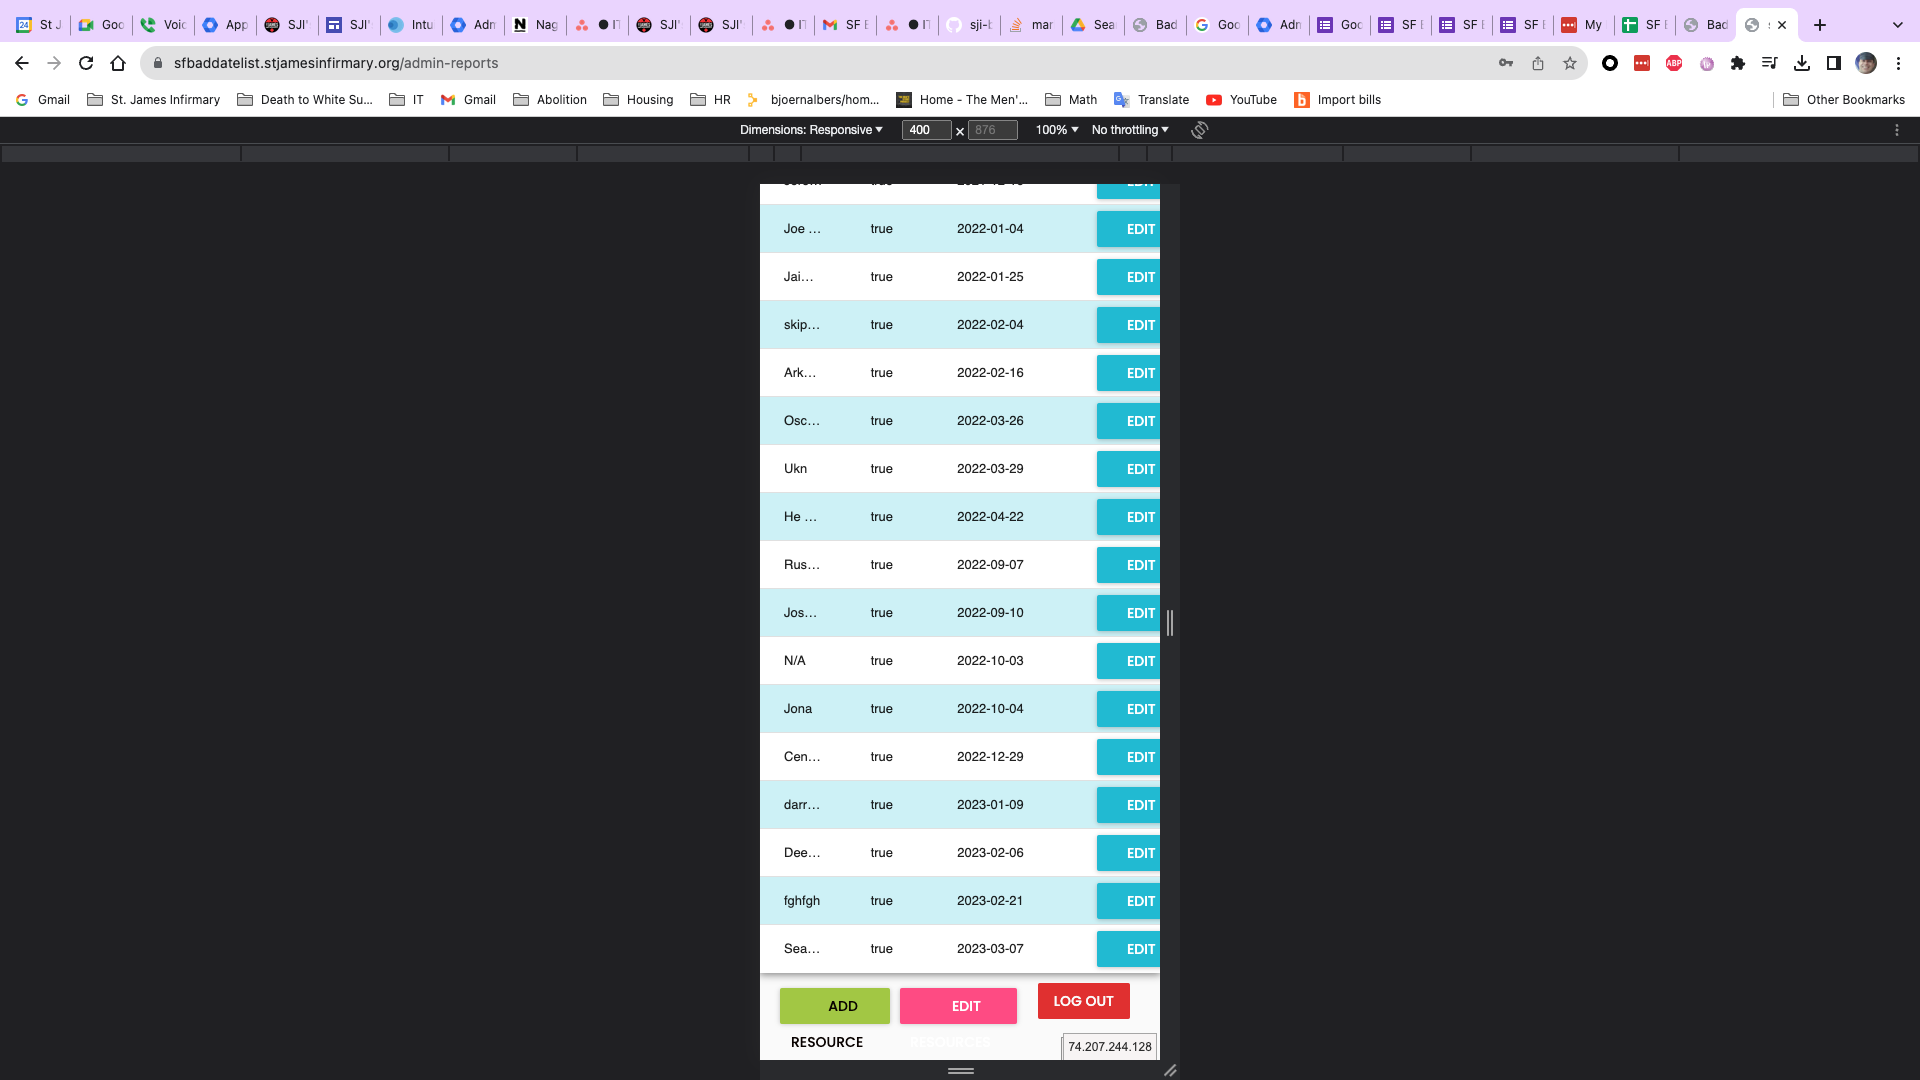 St J
Goo
Voic
App
SJI'
SJI'
Intu
Adn
Nag
IT
SJI'
SJI'
IT
SF E
IT
sji-b
mar
Sea
Bad
Goo
Adn
Goo
SF E
SF E
SF E
My
SF E
Bad
sfbaddatelist.stjamesinfirmary.org/admin-reports
Gmail
St. James Infirmary
Death to White Su...
IT
Gmail
Abolition
Housing
HR
bjoernalbers/hom...
Home - The Men'...
Math
Translate
YouTube
Import bills
Other Bookmarks
Dimensions: Responsive
400
×
876
100%
No throttling
Joe ... true 2022-01-04 EDIT
Jai... true 2022-01-25 EDIT
skip... true 2022-02-04 EDIT
Ark... true 2022-02-16 EDIT
Osc... true 2022-03-26 EDIT
Ukn true 2022-03-29 EDIT
He ... true 2022-04-22 EDIT
Rus... true 2022-09-07 EDIT
Jos... true 2022-09-10 EDIT
N/A true 2022-10-03 EDIT
Jona true 2022-10-04 EDIT
Cen... true 2022-12-29 EDIT
darr... true 2023-01-09 EDIT
Dee... true 2023-02-06 EDIT
fghfgh true 2023-02-21 EDIT
Sea... true 2023-03-07 EDIT
ADD
RESOURCE
EDIT
RESOURCES
LOG OUT
74.207.244.128